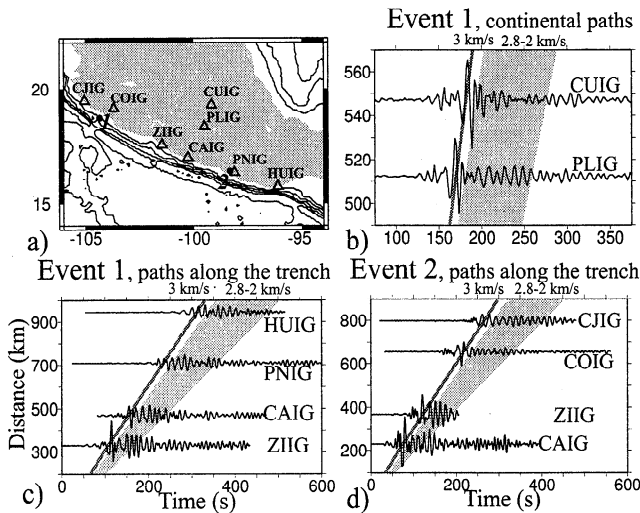 Event 1, continental paths
3 km/s 2.8-2 km/s
20
15
-105 -100 -95
CJIG
COIG
CUIG
PLIG
ZIIG
CAIG
PNIG
HUIG
a)
560
540
520
500
CUIG
PLIG
100 150 200 250 300 350
b)
Event 1, paths along the trench
3 km/s 2.8-2 km/s
Distance (km)
900
700
500
300
HUIG
PNIG
CAIG
ZIIG
0 200 400 600
Time (s)
c)
Event 2, paths along the trench
3 km/s 2.8-2 km/s
800
600
400
200
CJIG
COIG
ZIIG
CAIG
0 200 400 600
Time (s)
d)